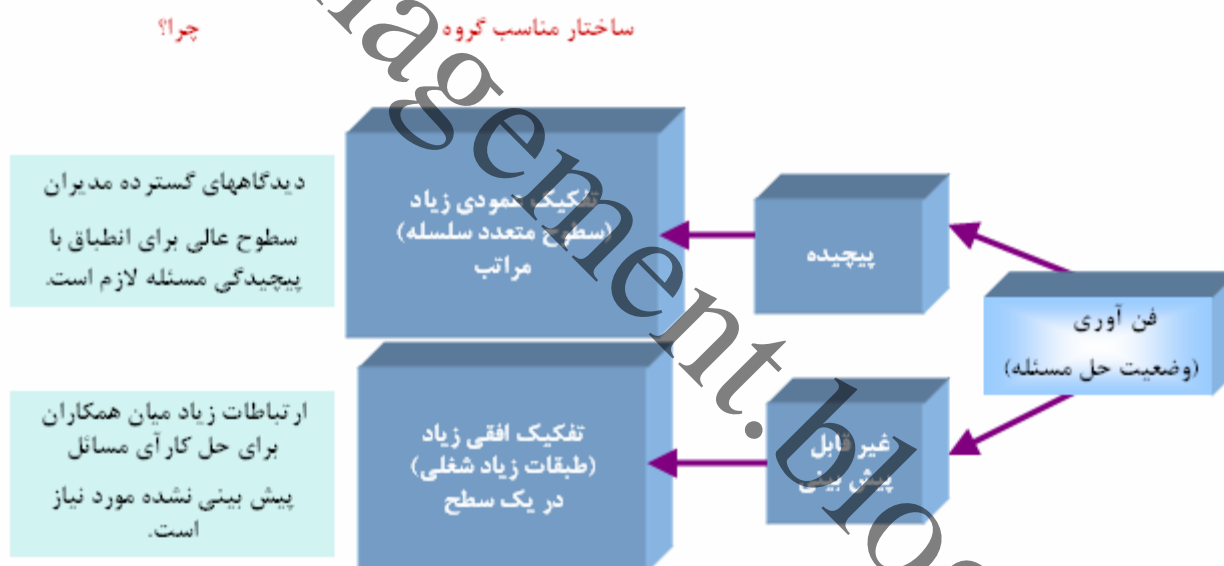 ساختار مناسب گروه
چرا؟
فن آوری
(وضعیت حل مسئله)
پیچیده
تفکیک عمودی زیاد
(سطوح متعدد سلسله)
مراتب
دیدگاههای گسترده مدیران
سطوح عالی برای انطباق با
پیچیدگی مسئله لازم است.
غیر قابل
پیش بینی
تفکیک افقی زیاد
(طبقات زیاد شغلی)
در یک سطح
ارتباطات زیاد میان همکاران
برای حل کارآی مسائل
پیش بینی نشده مورد نیاز
است.
nagement.blog